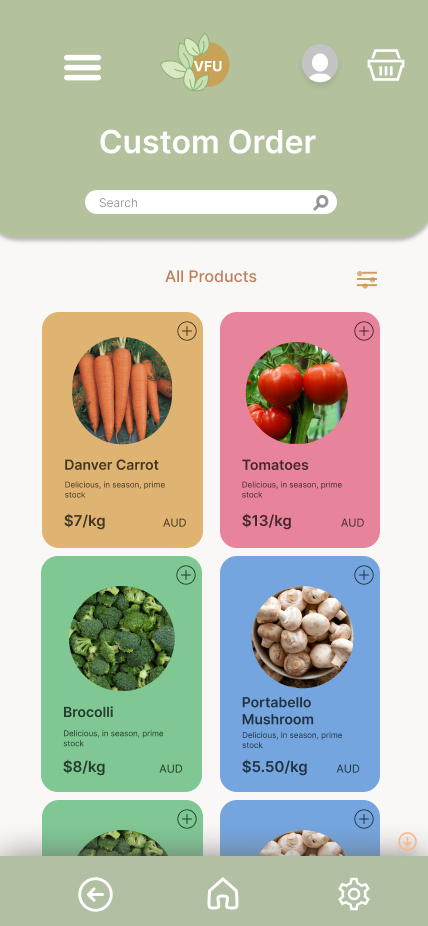 VFU
Custom Order
Search
All Products
Danver Carrot
Delicious, in season, prime
stock
$7/kg
AUD
Tomatoes
Delicious, in season, prime
stock
$13/kg
AUD
Brocolli
Delicious, in season, prime
stock
$8/kg
AUD
Portabello
Mushroom
Delicious, in season, prime
stock
$5.50/kg
AUD